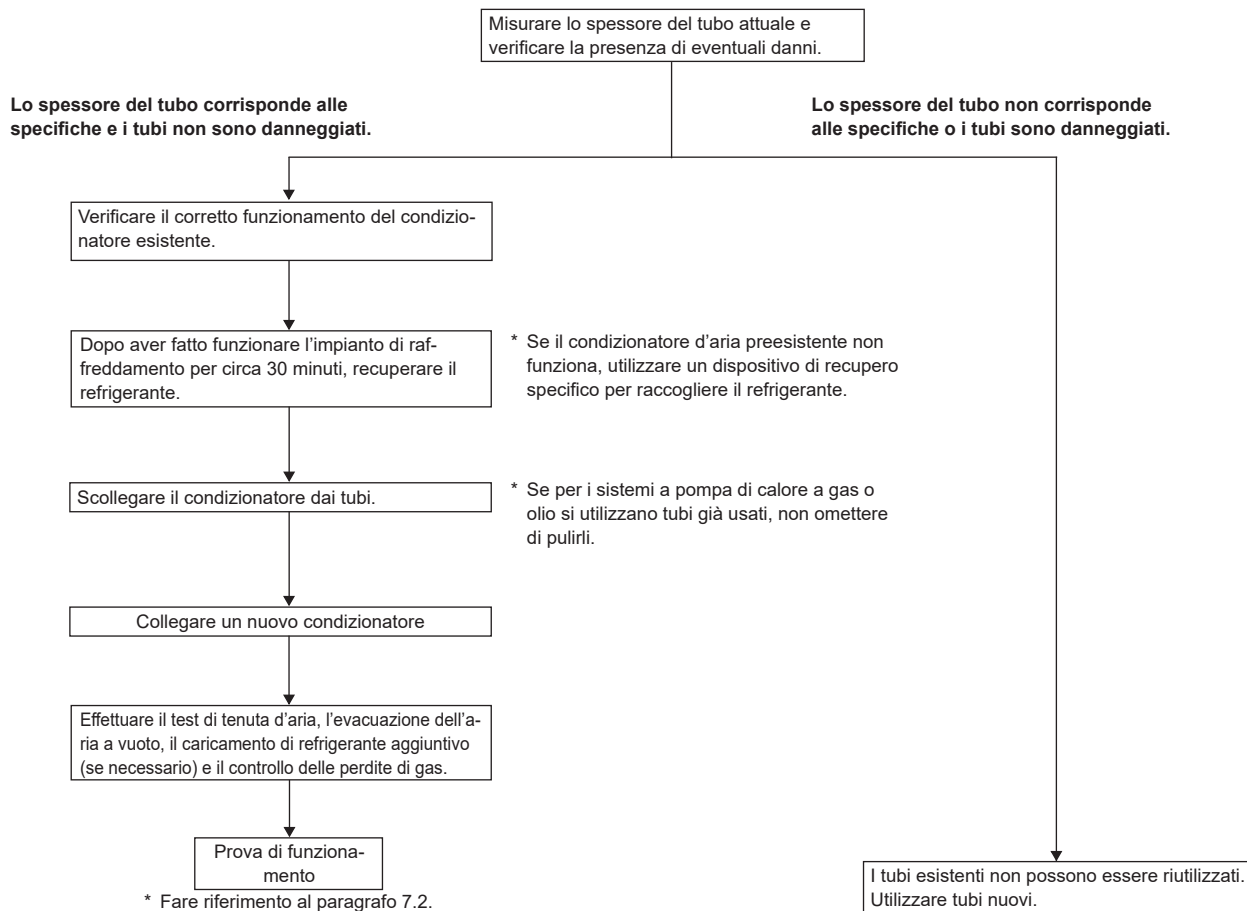 Misurare lo spessore del tubo attuale e
verificare la presenza di eventuali danni.
Lo spessore del tubo corrisponde alle
specifiche e i tubi non sono danneggiati.
Lo spessore del tubo non corrisponde
alle specifiche o i tubi sono danneggiati.
Verificare il corretto funzionamento del condizio-
natore esistente.
Dopo aver fatto funzionare l’impianto di raf-
freddamento per circa 30 minuti, recuperare il
refrigerante.
* Se il condizionatore d’aria preesistente non
funziona, utilizzare un dispositivo di recupero
specifico per raccogliere il refrigerante.
Scollegare il condizionatore dai tubi.
* Se per i sistemi a pompa di calore a gas o
olio si utilizzano tubi già usati, non omettere
di pulirli.
Collegare un nuovo condizionatore
Effettuare il test di tenuta d’aria, l’evacuazione dell’a-
ria a vuoto, il caricamento di refrigerante aggiuntivo
(se necessario) e il controllo delle perdite di gas.
Prova di funziona-
mento
* Fare riferimento al paragrafo 7.2.
I tubi esistenti non possono essere riutilizzati.
Utilizzare tubi nuovi.